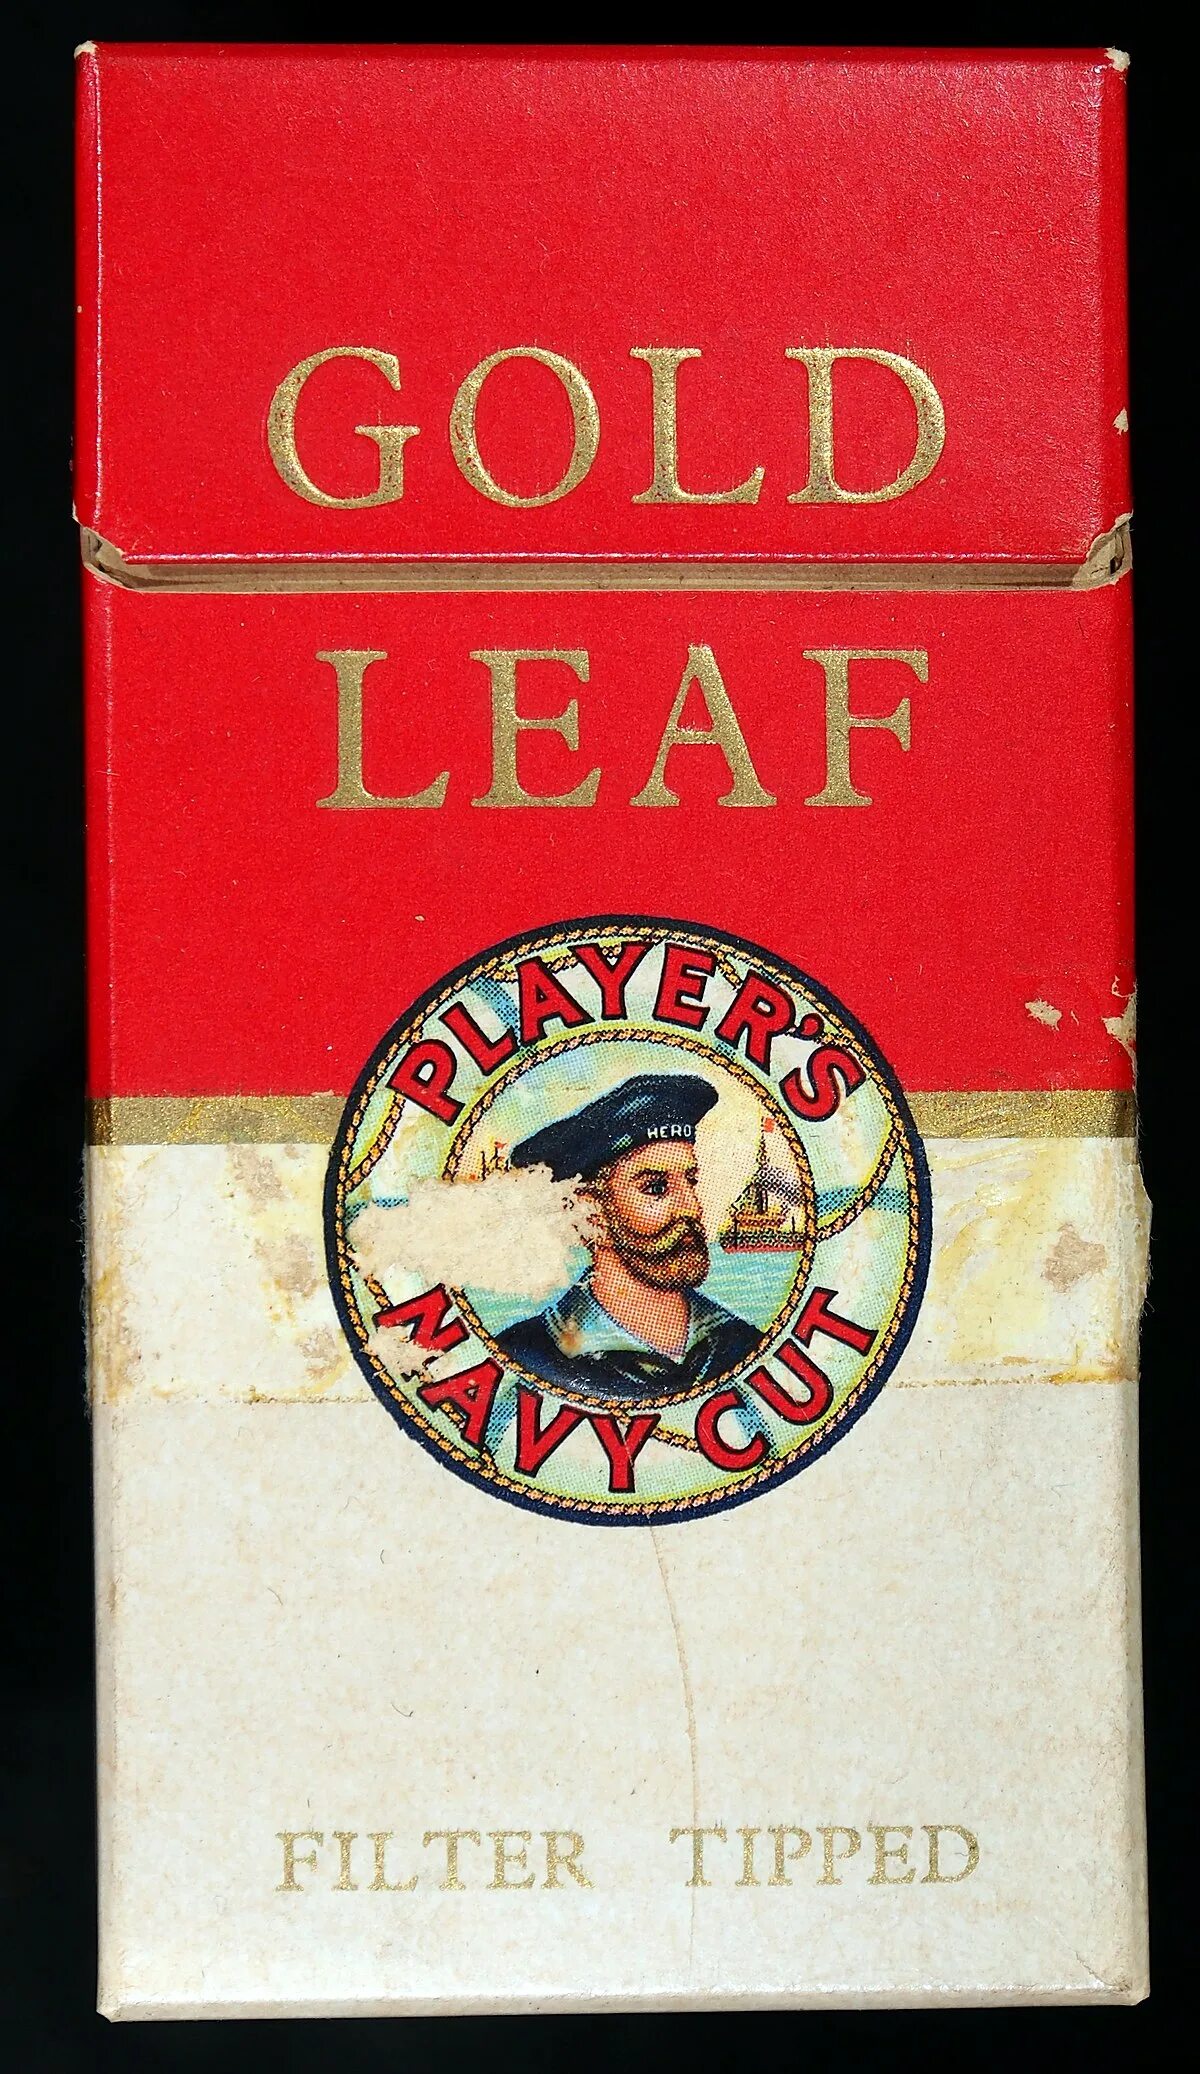 GOLD
LEAF
PLAYER'S
HERO
NAVY CUT
FILTER TIPPED